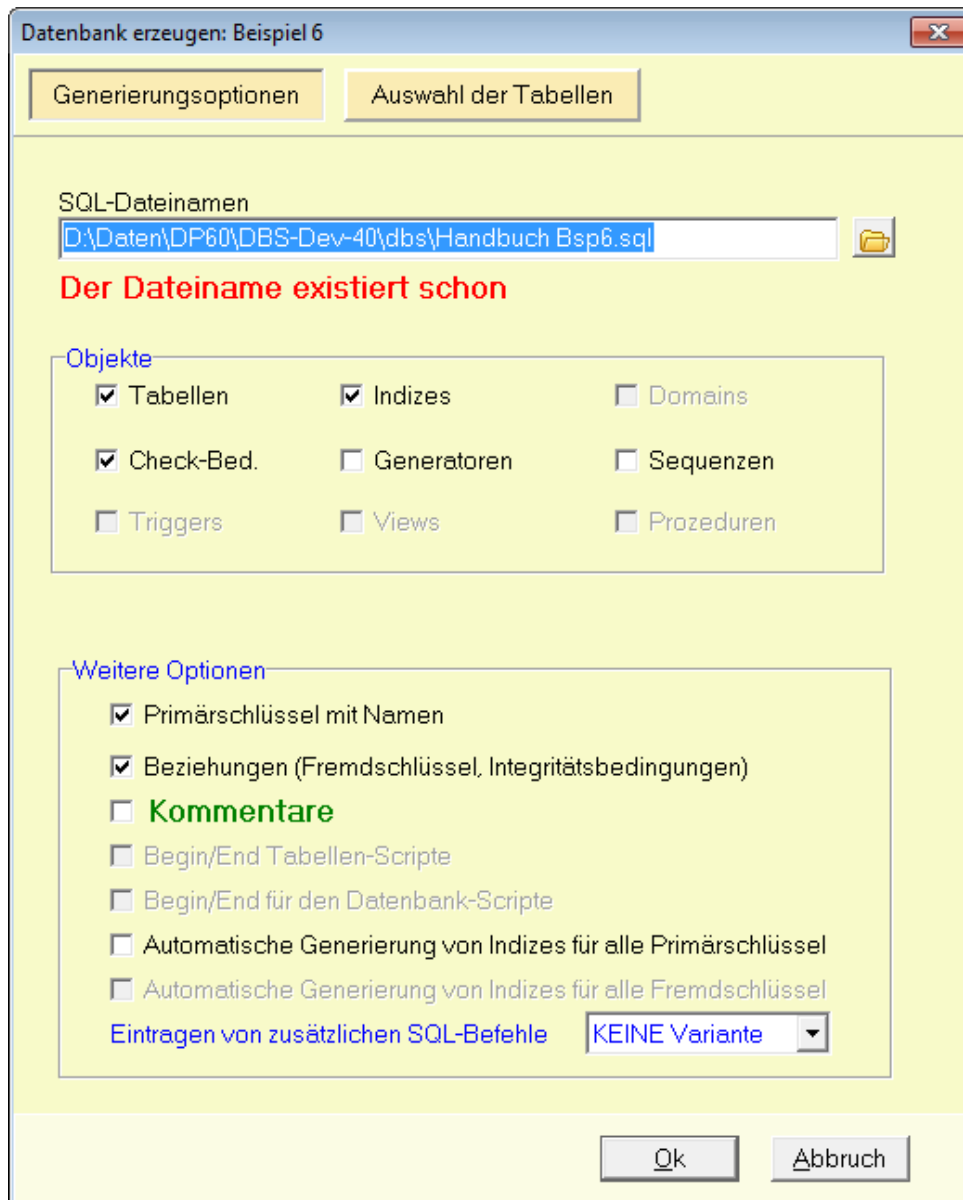 Datenbank erzeugen: Beispiel 6
Generierungsoptionen Auswahl der Tabellen
SQL-Dateinamen
D:\Daten\DP60\DBS-Dev-40\dbs\Handbuch Bsp6.sql
Der Dateiname existiert schon
Objekte
Tabellen Indizes Domains
Check-Bed. Generatoren Sequenzen
Triggers Views Prozeduren
Weitere Optionen
Primärschlüssel mit Namen
Beziehungen (Fremdschlüssel, Integritätsbedingungen)
Kommentare
Begin/End Tabellen-Scripte
Begin/End für den Datenbank-Scripte
Automatische Generierung von Indizes für alle Primärschlüssel
Automatische Generierung von Indizes für alle Fremdschlüssel
Eintragen von zusätzlichen SQL-Befehle KEINE Variante
Ok Abbruch